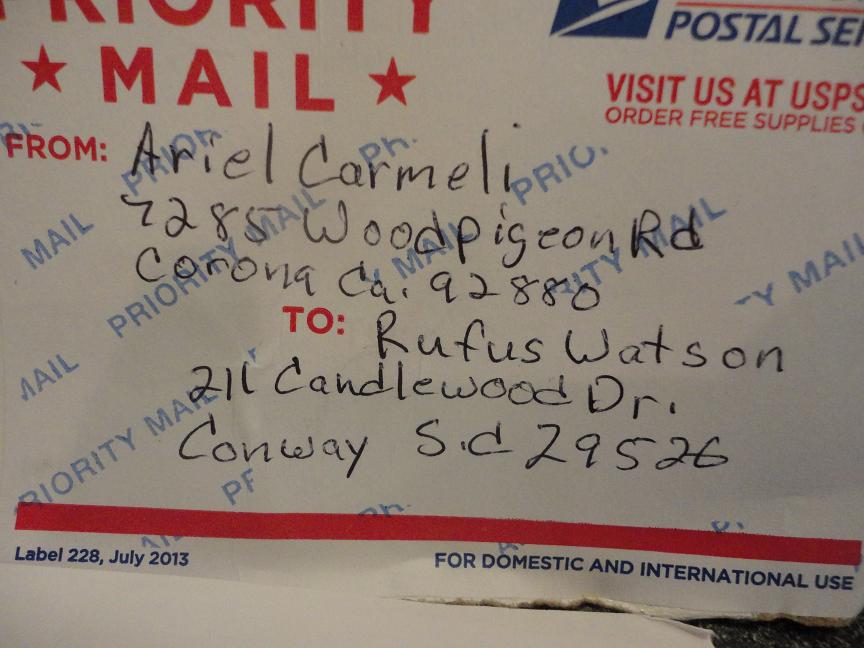 PRIORITY
★ MAIL ★
POSTAL SE
VISIT US AT USPS
ORDER FREE SUPPLIES
FROM: Ariel Carmeli
7285 Woodpigeon Rd
Corona Ca. 92880
TO: Rufus Watson
211 Candlewood Dr.
Conway S.C 29526
Label 228, July 2013
FOR DOMESTIC AND INTERNATIONAL USE